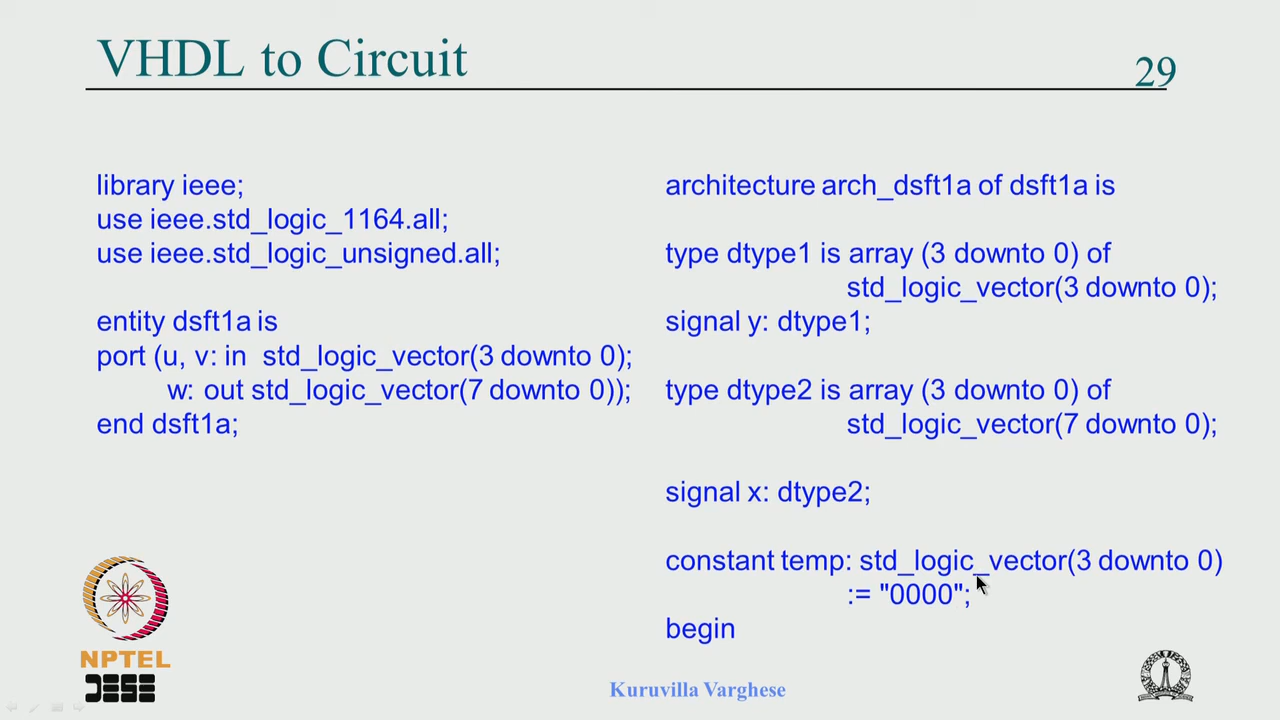 VHDL to Circuit
29
library ieee;
use ieee.std_logic_1164.all;
use ieee.std_logic_unsigned.all;
entity dsft1a is
port (u, v: in std_logic_vector(3 downto 0);
w: out std_logic_vector(7 downto 0));
end dsft1a;
architecture arch_dsft1a of dsft1a is
type dtype1 is array (3 downto 0) of
std_logic_vector(3 downto 0);
signal y: dtype1;
type dtype2 is array (3 downto 0) of
std_logic_vector(7 downto 0);
signal x: dtype2;
constant temp: std_logic_vector(3 downto 0)
:= "0000";
begin
NPTEL
Kuruvilla Varghese